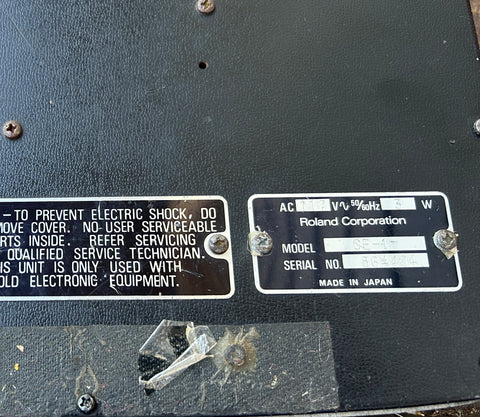 – TO PREVENT ELECTRIC SHOCK, DO
MOVE COVER. NO USER SERVICEABLE
RTS INSIDE. REFER SERVICING
QUALIFIED SERVICE TECHNICIAN.
IS UNIT IS ONLY USED WITH
OLD ELECTRONIC EQUIPMENT.
AC V∿ 50/60Hz W
Roland Corporation
MODEL
SERIAL NO.
MADE IN JAPAN